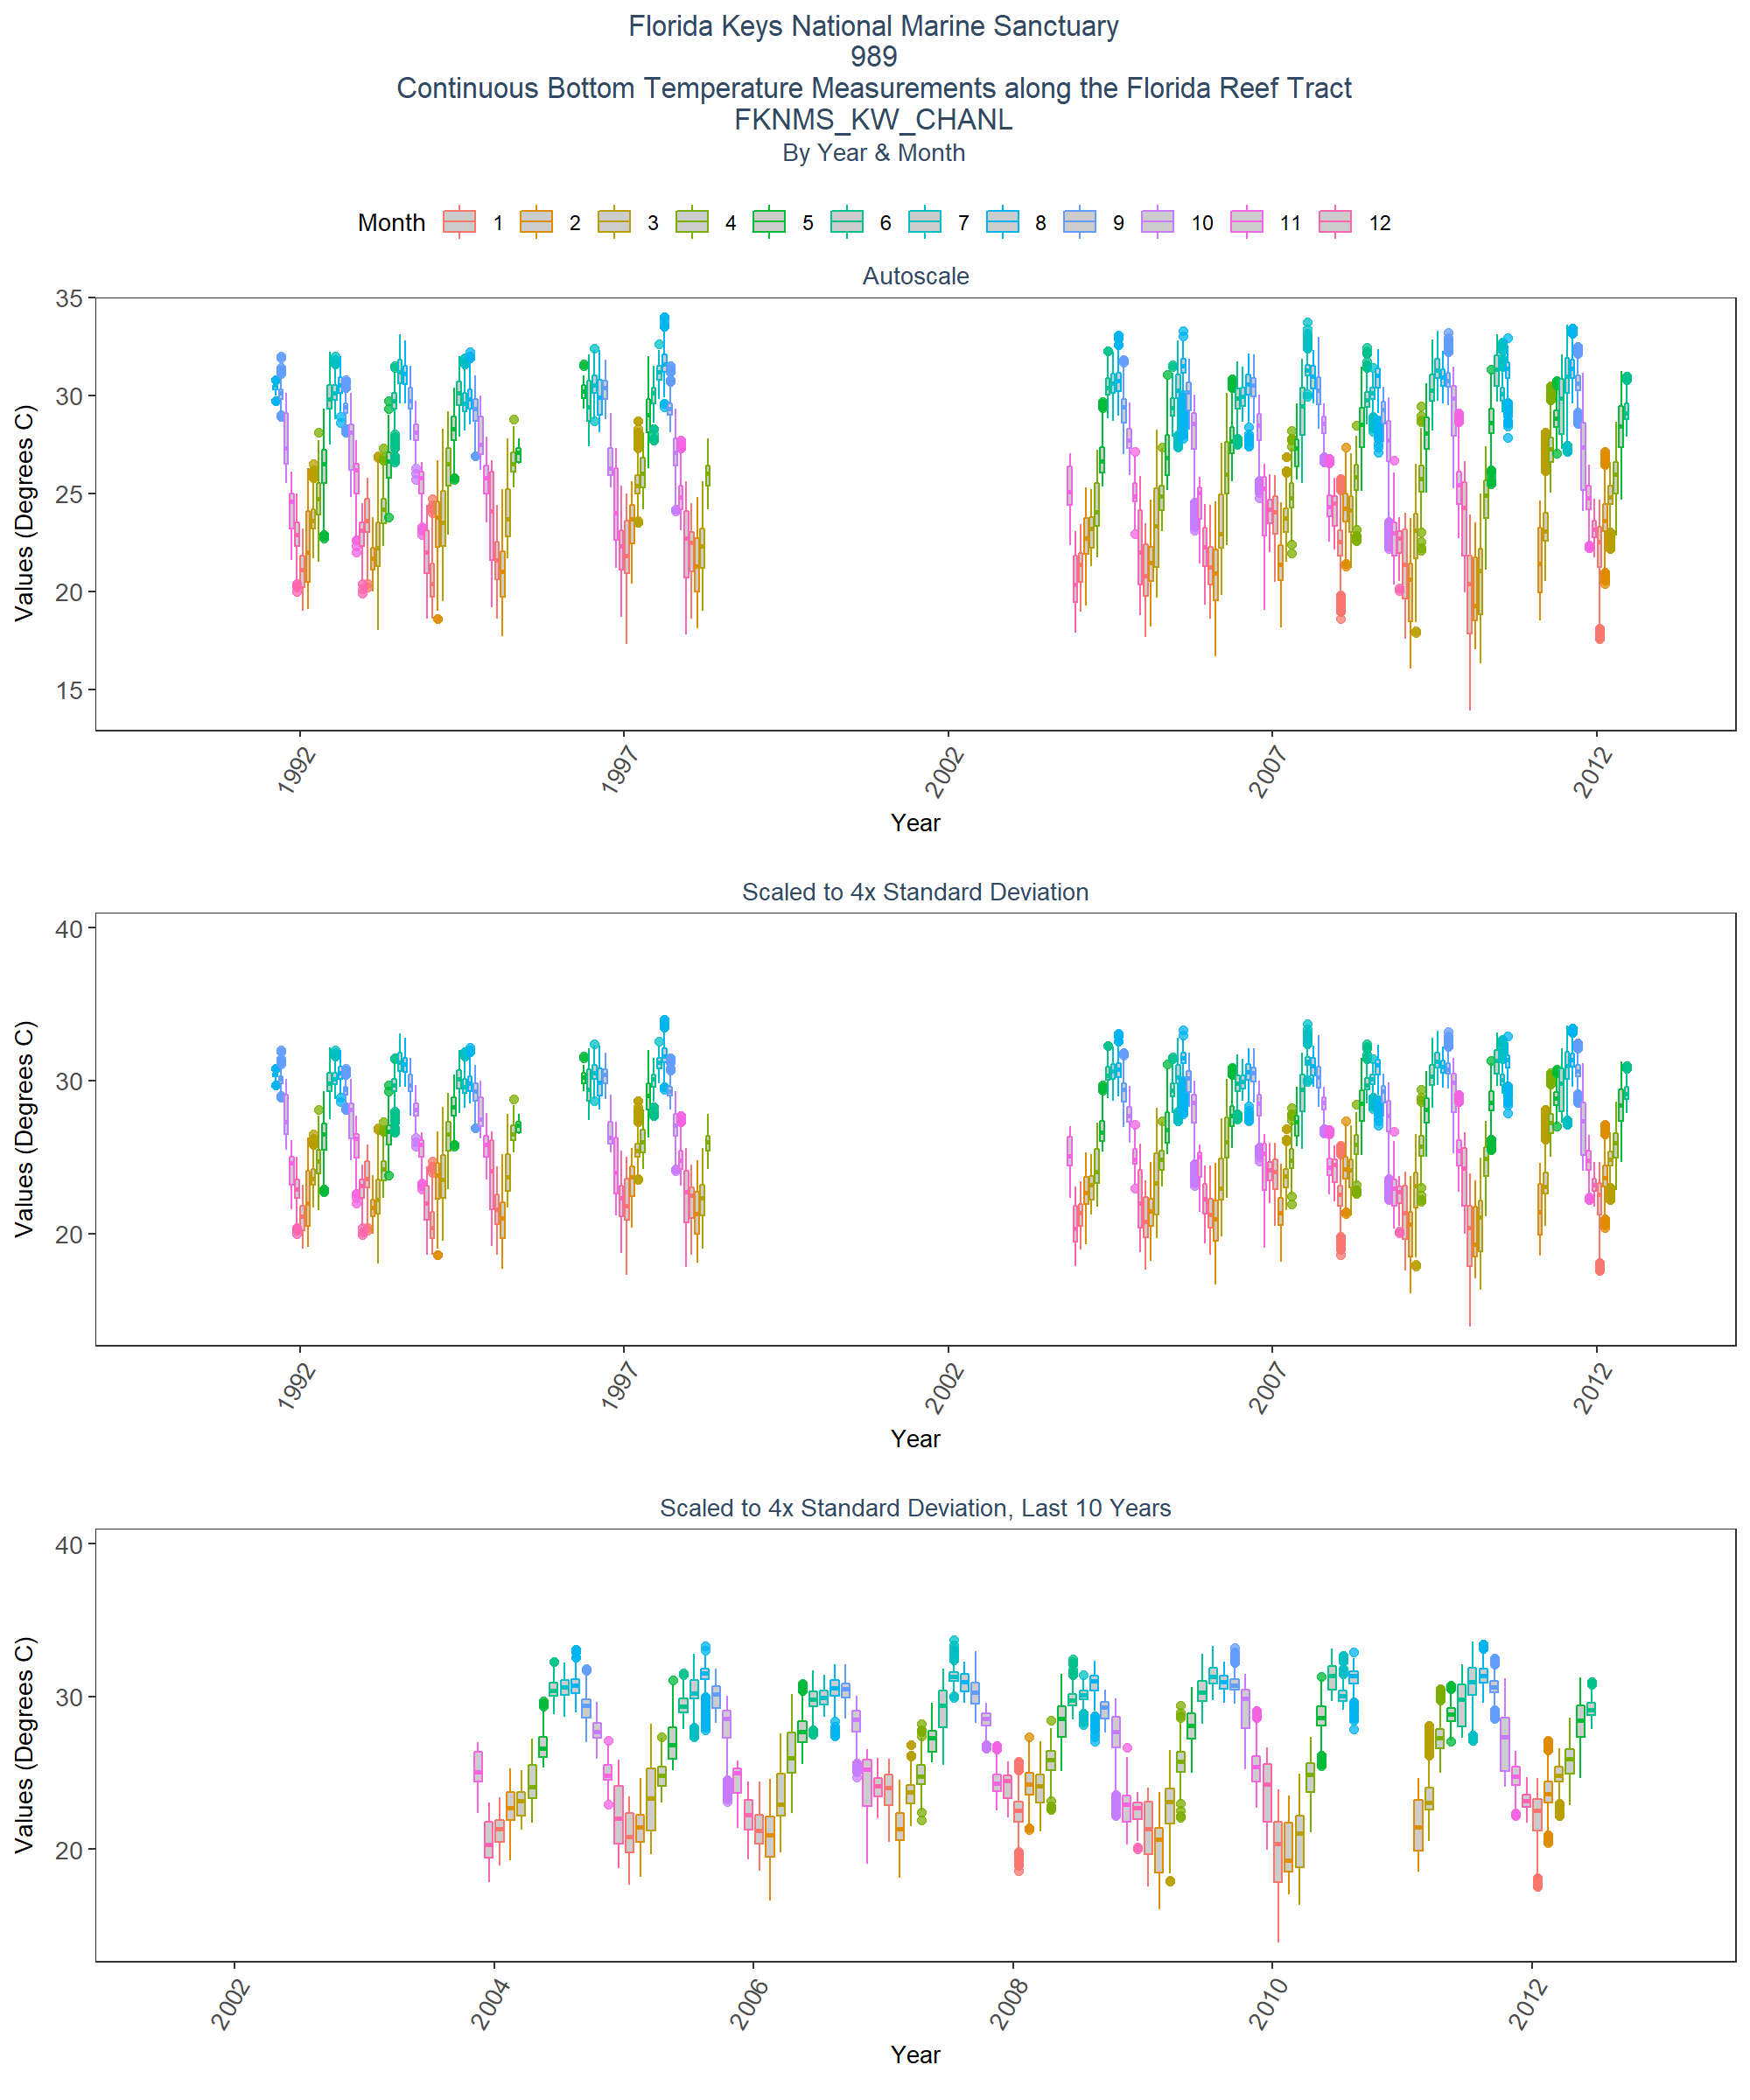 Florida Keys National Marine Sanctuary
989
Continuous Bottom Temperature Measurements along the Florida Reef Tract
FKNMS_KW_CHANL
By Year & Month
Month 1 2 3 4 5 6 7 8 9 10 11 12
Autoscale
35
30
25
20
15
Values (Degrees C)
1992 1997 2002 2007 2012
Year
Scaled to 4x Standard Deviation
40
30
20
Values (Degrees C)
1992 1997 2002 2007 2012
Year
Scaled to 4x Standard Deviation, Last 10 Years
40
30
20
Values (Degrees C)
2002 2004 2006 2008 2010 2012
Year